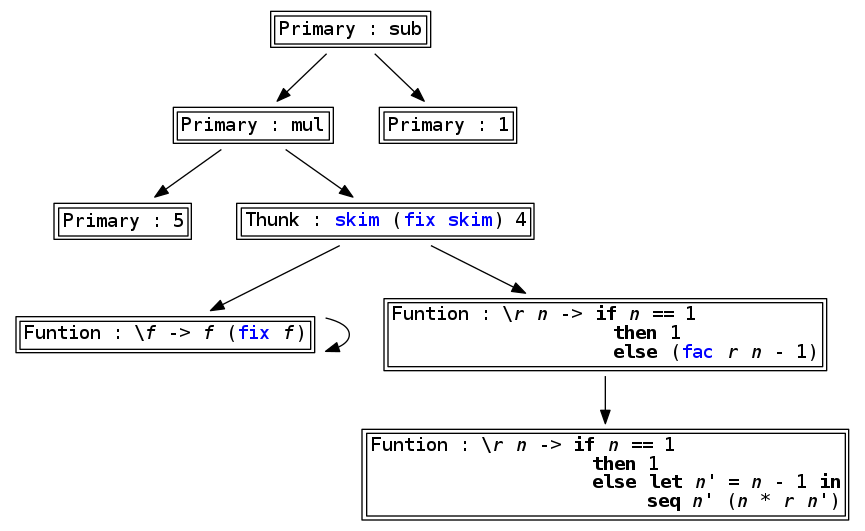 Primary : sub
Primary : mul
Primary : 1
Primary : 5
Thunk : skim (fix skim) 4
Funtion : \f -> f (fix f)
Funtion : \r n -> if n == 1
then 1
else (fac r n - 1)
Funtion : \r n -> if n == 1
then 1
else let n' = n - 1 in
seq n' (n * r n')